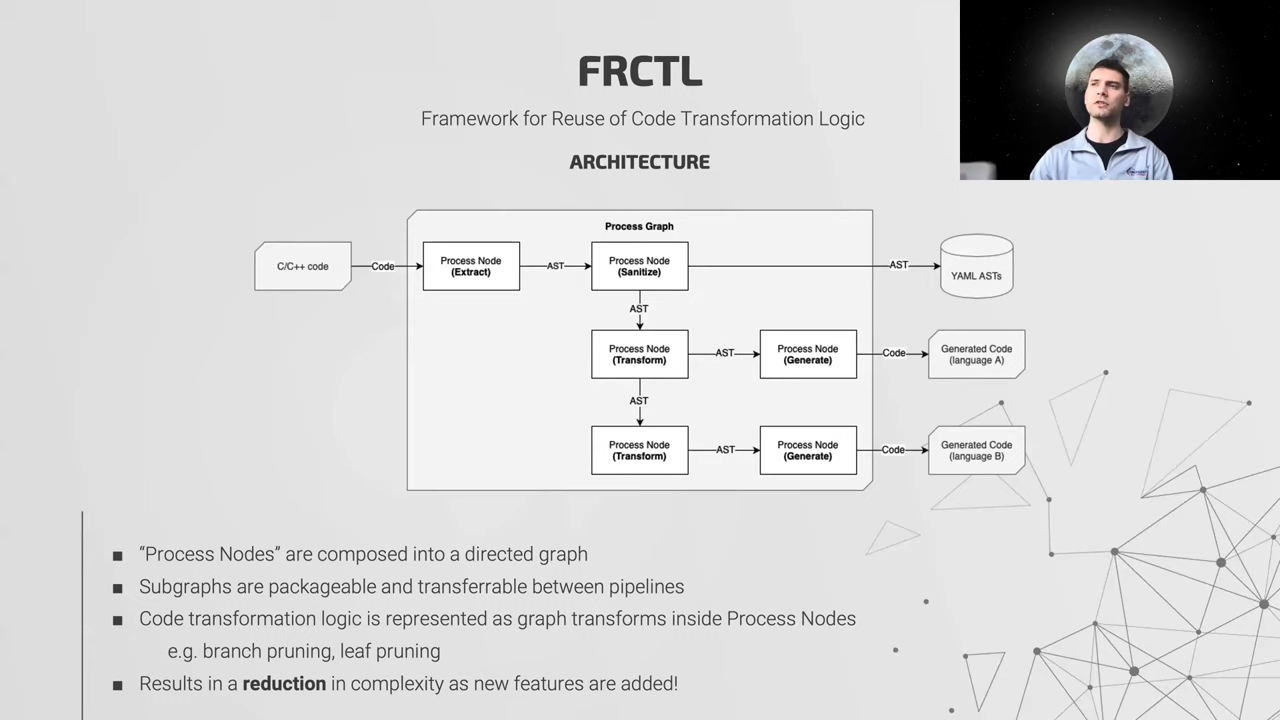 FRCTL
Framework for Reuse of Code Transformation Logic
ARCHITECTURE
Process Graph
C/C++ code
Code
Process Node
(Extract)
AST
Process Node
(Sanitize)
AST
YAML ASTs
AST
Process Node
(Transform)
AST
Process Node
(Generate)
Code
Generated Code
(language A)
AST
Process Node
(Transform)
AST
Process Node
(Generate)
Code
Generated Code
(language B)
■ “Process Nodes” are composed into a directed graph
■ Subgraphs are packageable and transferrable between pipelines
■ Code transformation logic is represented as graph transforms inside Process Nodes
e.g. branch pruning, leaf pruning
■ Results in a reduction in complexity as new features are added!